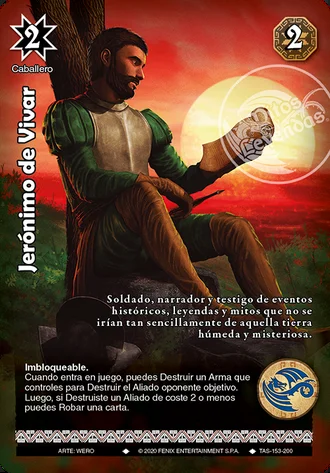 2
2
Caballero
Jerónimo de Vivar
Soldado, narrador y testigo de eventos
históricos, leyendas y mitos que no se
irían tan sencillamente de aquella tierra
húmeda y misteriosa.
Imbloqueable.
Cuando entra en juego, puedes Destruir un Arma que
controles para Destruir el Aliado oponente objetivo.
Luego, si Destruiste un Aliado de coste 2 o menos
puedes Robar una carta.
ARTE: WERO
© 2020 FENIX ENTERTAINMENT S.P.A.
TAS-153-200